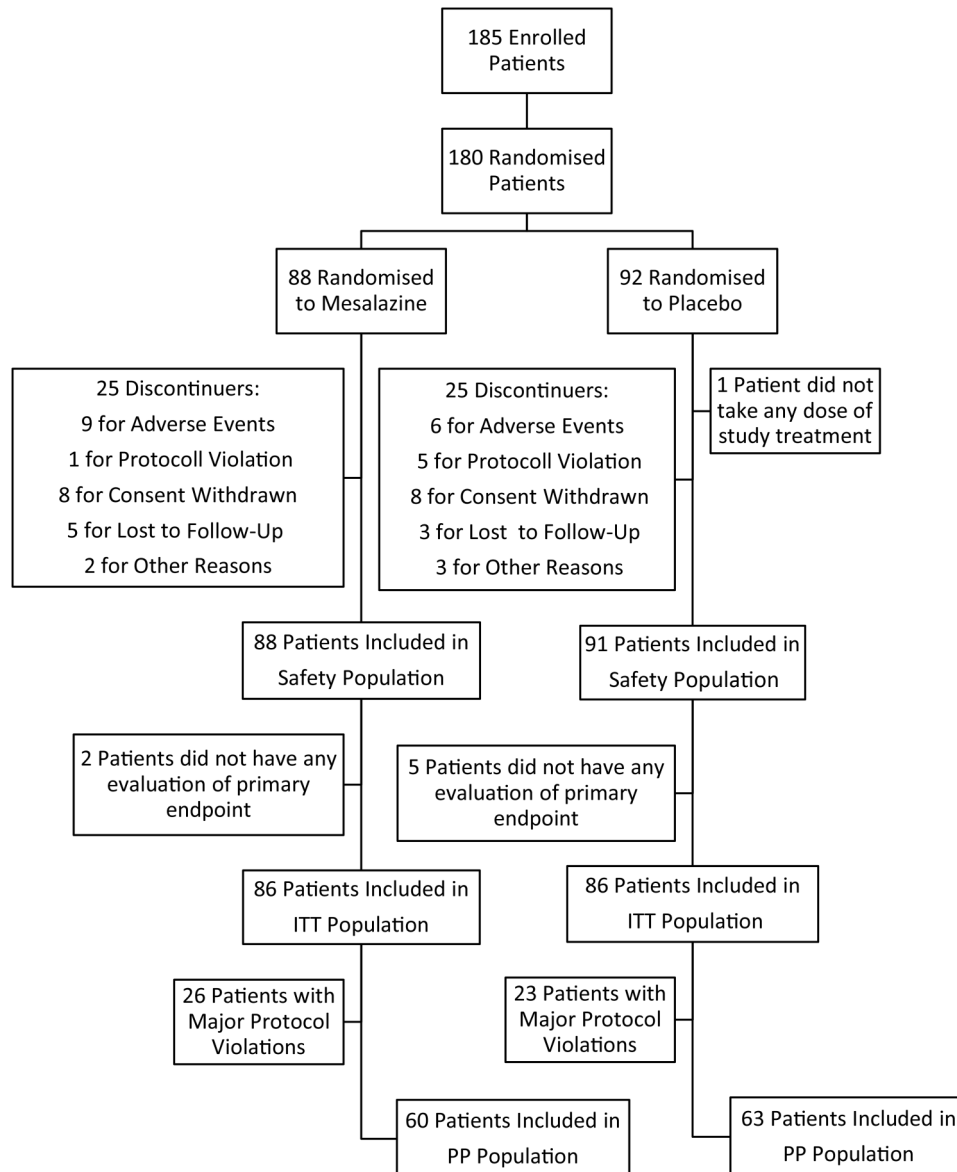 185 Enrolled
Patients
180 Randomised
Patients
88 Randomised
to Mesalazine
92 Randomised
to Placebo
25 Discontinuers:
9 for Adverse Events
1 for Protocoll Violation
8 for Consent Withdrawn
5 for Lost to Follow-Up
2 for Other Reasons
25 Discontinuers:
6 for Adverse Events
5 for Protocoll Violation
8 for Consent Withdrawn
3 for Lost to Follow-Up
3 for Other Reasons
1 Patient did not
take any dose of
study treatment
88 Patients Included in
Safety Population
91 Patients Included in
Safety Population
2 Patients did not have any
evaluation of primary
endpoint
5 Patients did not have any
evaluation of primary
endpoint
86 Patients Included in
ITT Population
86 Patients Included in
ITT Population
26 Patients with
Major Protocol
Violations
23 Patients with
Major Protocol
Violations
60 Patients Included in
PP Population
63 Patients Included in
PP Population